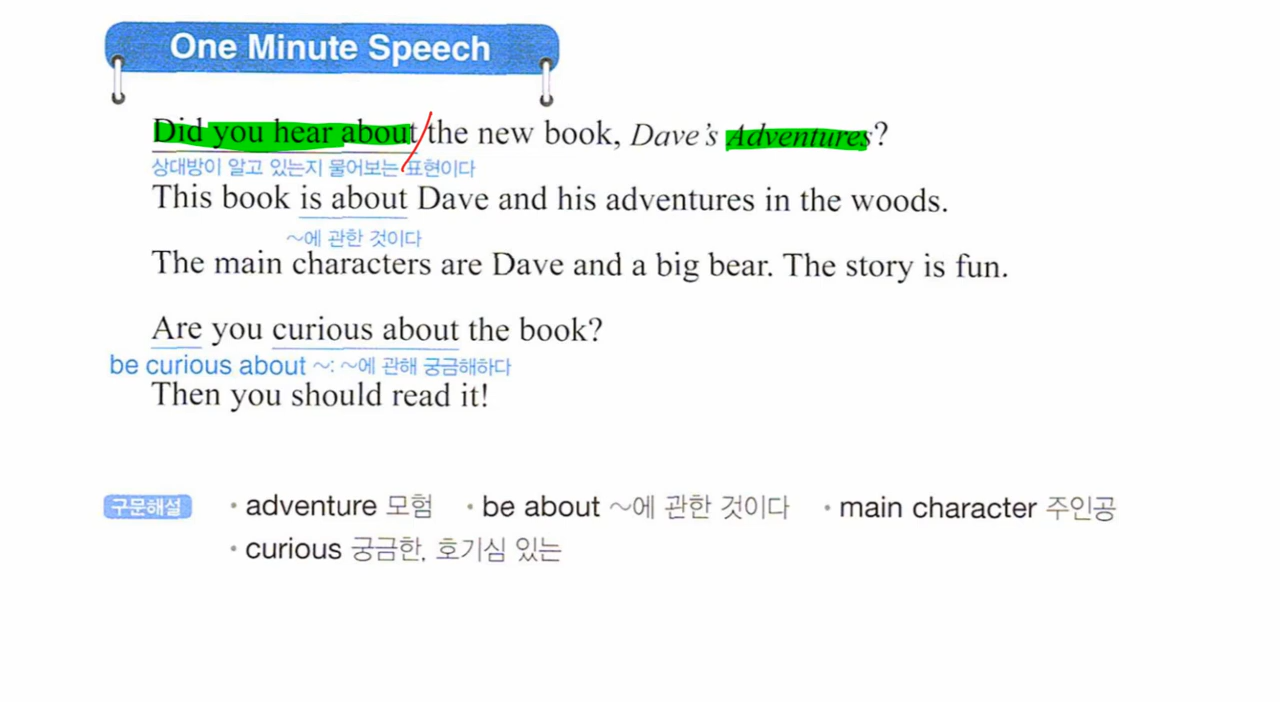 One Minute Speech
Did you hear about the new book, Dave's Adventures?
상대방이 알고 있는지 물어보는 표현이다
This book is about Dave and his adventures in the woods.
~에 관한 것이다
The main characters are Dave and a big bear. The story is fun.
Are you curious about the book?
be curious about ~: ~에 관해 궁금해하다
Then you should read it!
구문해설 • adventure 모험 • be about ~에 관한 것이다 • main character 주인공
• curious 궁금한, 호기심 있는